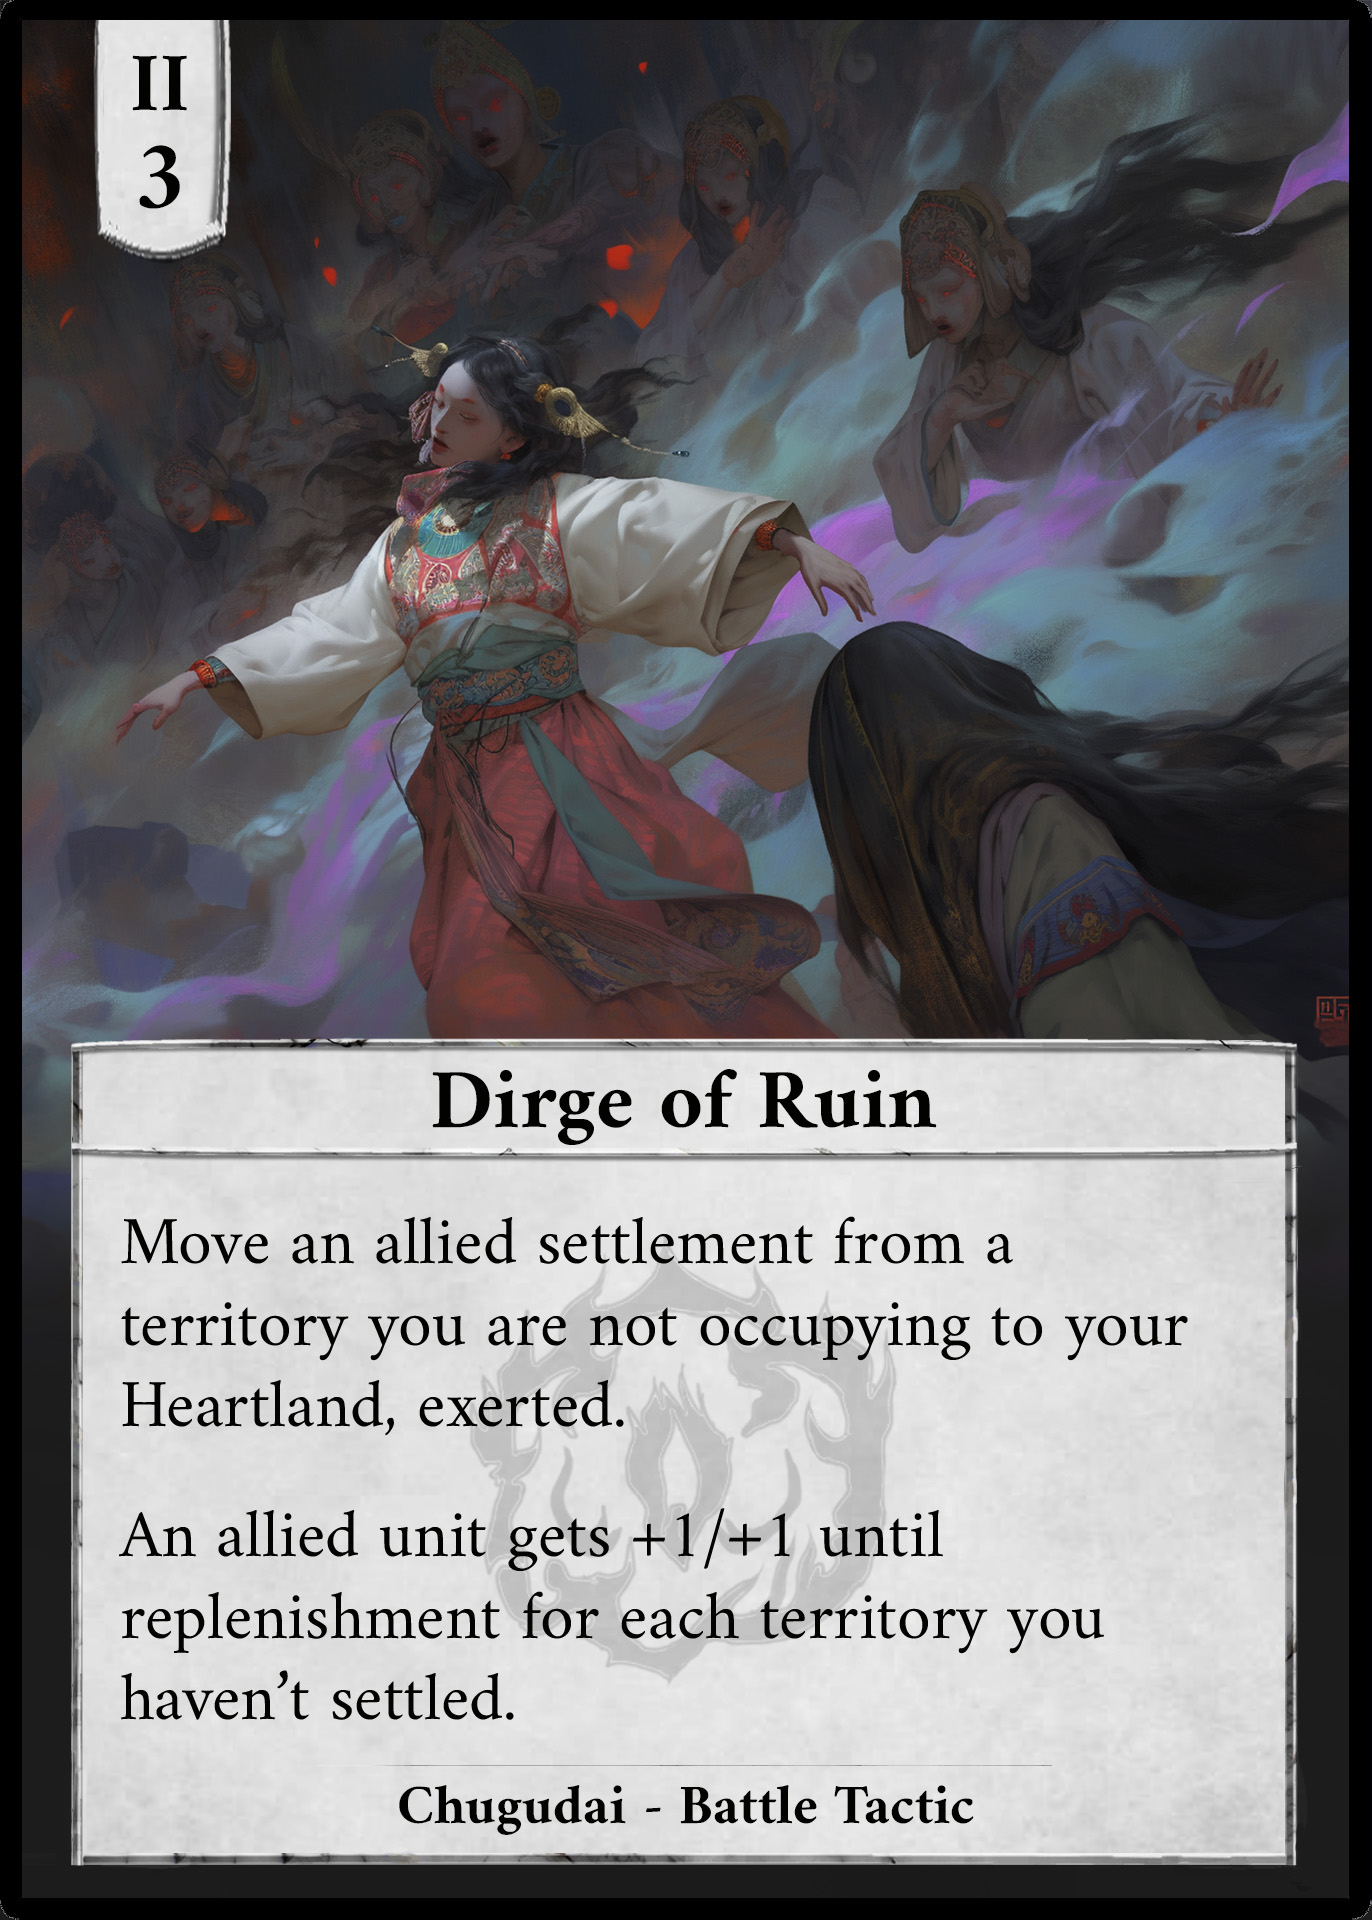 II
3
Dirge of Ruin
Move an allied settlement from a
territory you are not occupying to your
Heartland, exerted.
An allied unit gets +1/+1 until
replenishment for each territory you
haven’t settled.
Chugudai - Battle Tactic